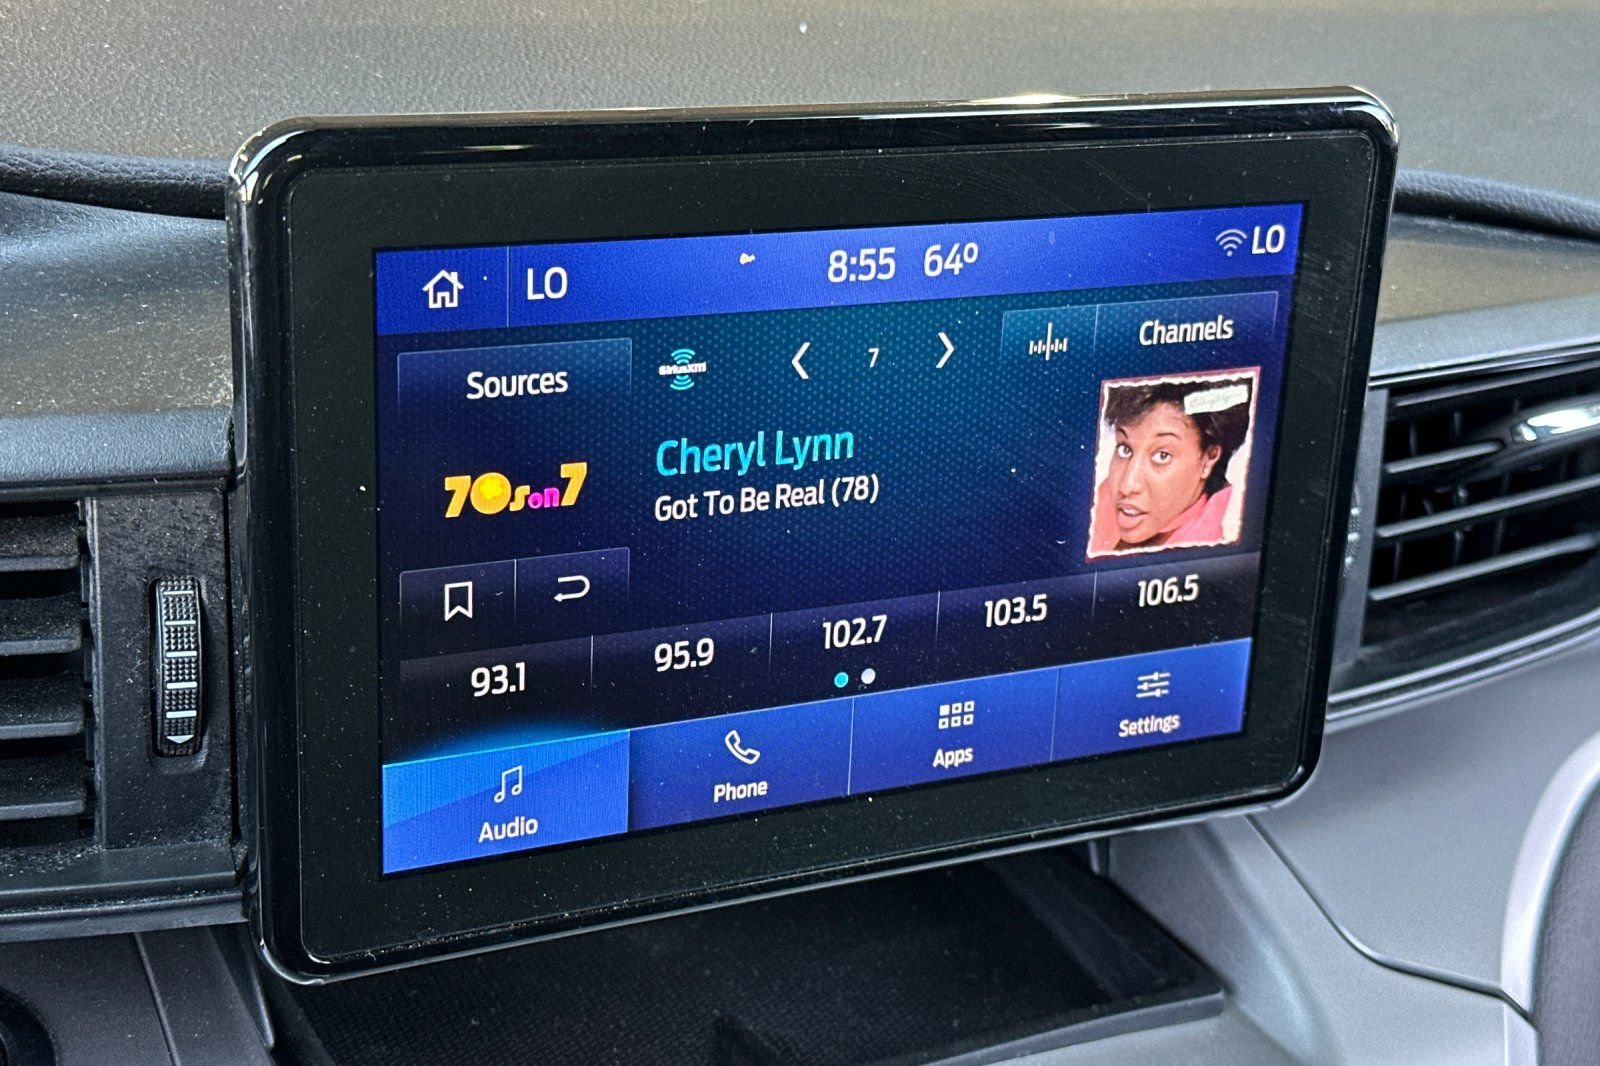 LO
8:55 64°
LO
Sources
SiriusXM
7
Channels
70s on 7
Cheryl Lynn
Got To Be Real (78)
93.1
95.9
102.7
103.5
106.5
Audio
Phone
Apps
Settings